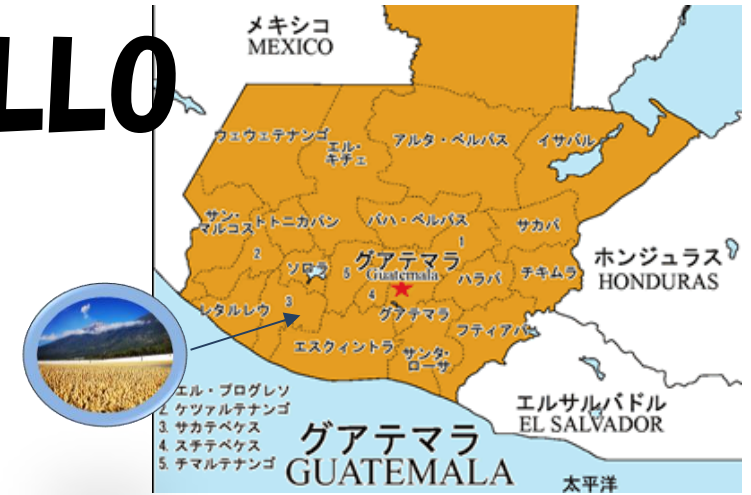 LLO
メキシコ
MEXICO
ウェウェテナンゴ
エル・
キチェ
アルタ・ベルパス
イサバル
サン・
マルコス
トトニカパン
バハ・ベルパス
サカパ
1
2
ソロラ
5
グアテマラ
Guatemala
4
ハラパ
チキムラ
ホンジュラス
HONDURAS
レタルレウ
3
グアテマラ
フティアパ
エスクィントラ
サンタ・
ローサ
エル・プログレソ
2. ケツァルテナンゴ
3. サカテペケス
4. スチテペケス
5. チマルテナンゴ
グアテマラ
GUATEMALA
エルサルバドル
EL SALVADOR
太平洋